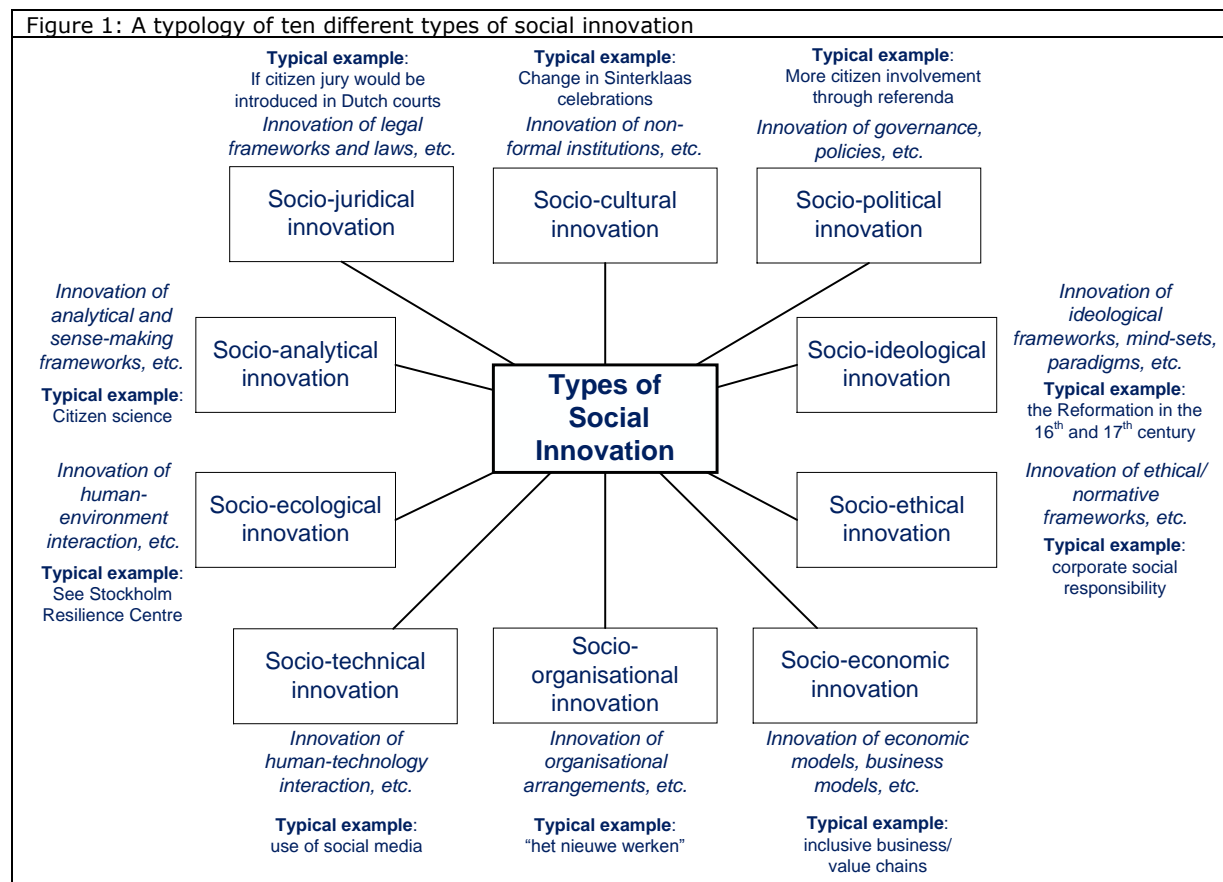 Figure 1: A typology of ten different types of social innovation
Typical example:
If citizen jury would be
introduced in Dutch courts
Innovation of legal
frameworks and laws, etc.
Socio-juridical
innovation
Typical example:
Change in Sinterklaas
celebrations
Innovation of non-
formal institutions, etc.
Socio-cultural
innovation
Typical example:
More citizen involvement
through referenda
Innovation of governance,
policies, etc.
Socio-political
innovation
Innovation of
analytical and
sense-making
frameworks, etc.
Typical example:
Citizen science
Socio-analytical
innovation
Types of
Social
Innovation
Socio-ideological
innovation
Innovation of
ideological
frameworks, mind-sets,
paradigms, etc.
Typical example:
the Reformation in the
16th and 17th century
Innovation of
human-
environment
interaction, etc.
Typical example:
See Stockholm
Resilience Centre
Socio-ecological
innovation
Socio-ethical
innovation
Innovation of ethical/
normative
frameworks, etc.
Typical example:
corporate social
responsibility
Socio-technical
innovation
Innovation of
human-technology
interaction, etc.
Typical example:
use of social media
Socio-
organisational
innovation
Innovation of
organisational
arrangements, etc.
Typical example:
“het nieuwe werken”
Socio-economic
innovation
Innovation of economic
models, business
models, etc.
Typical example:
inclusive business/
value chains